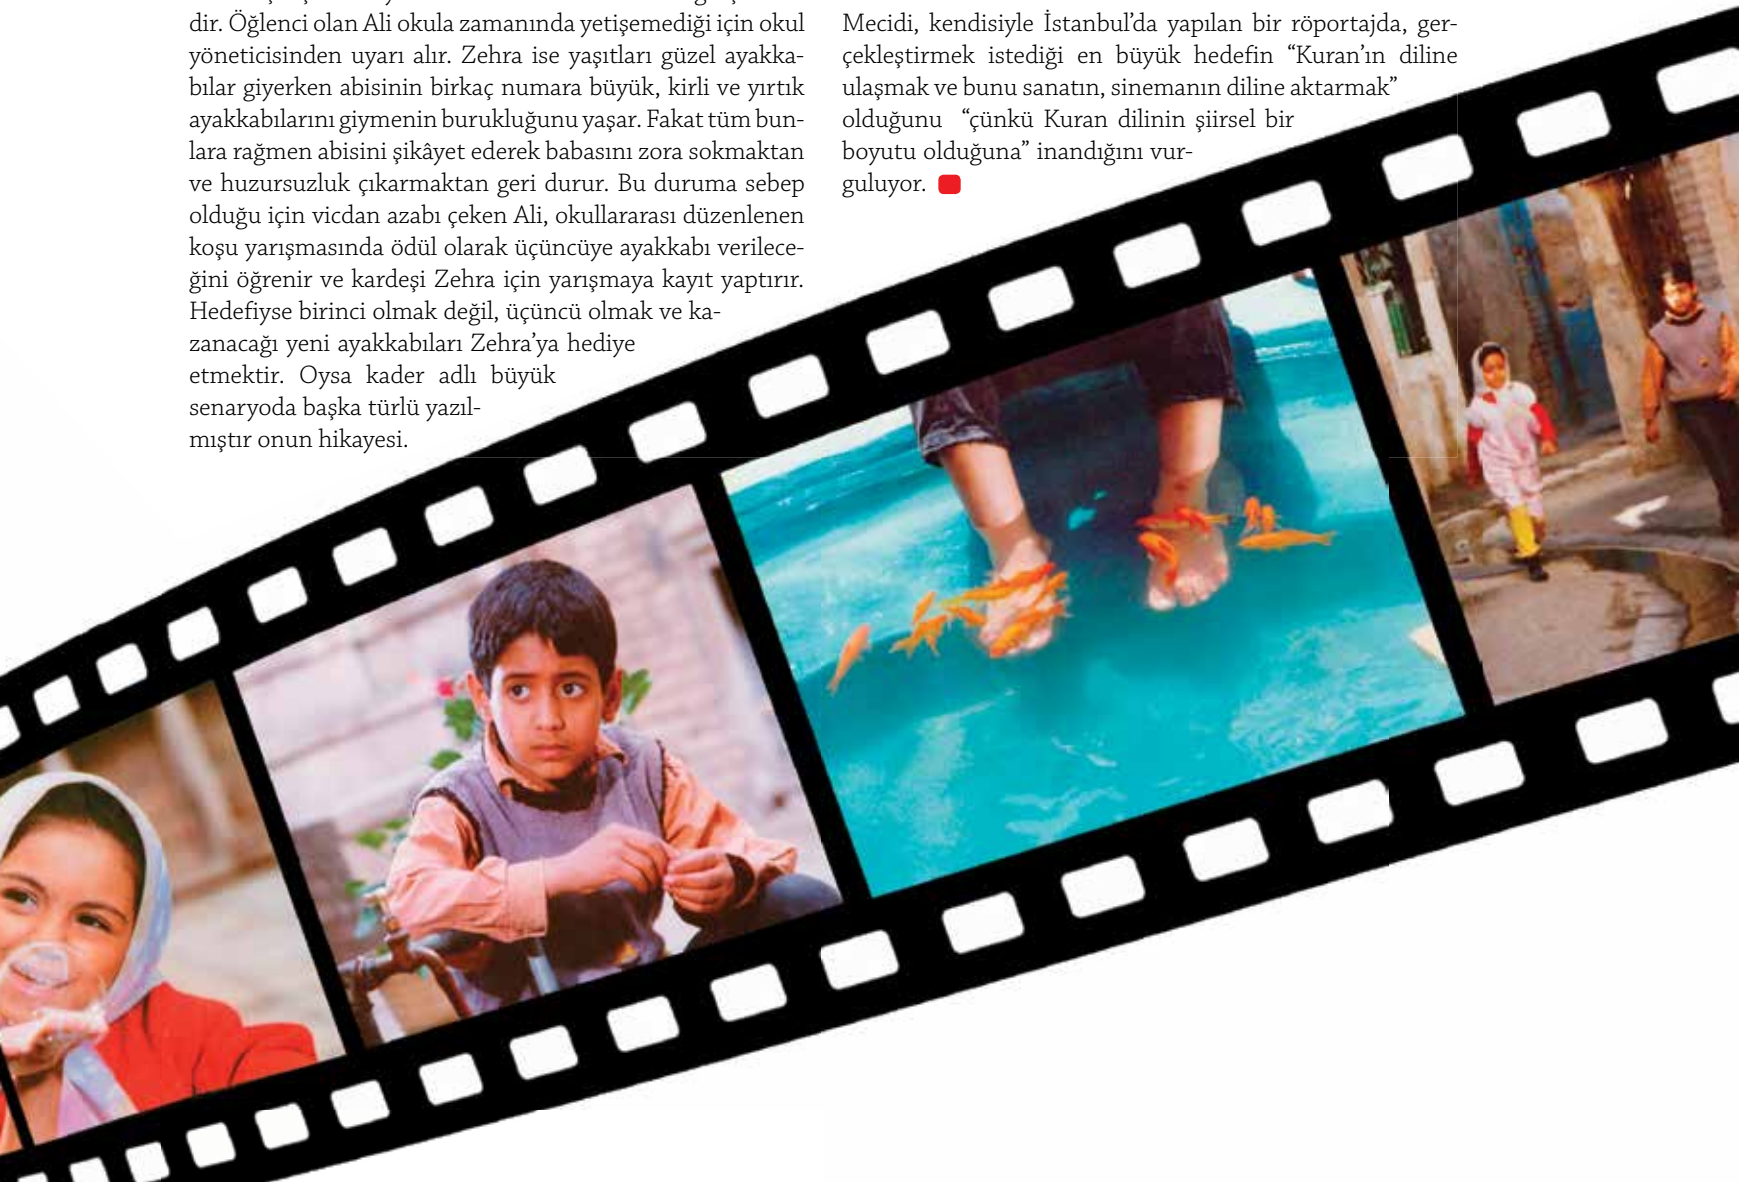 dir. Öğlenci olan Ali okula zamanında yetişemediği için okul
yöneticisinden uyarı alır. Zehra ise yaşıtları güzel ayakka-
bılar giyerken abisinin birkaç numara büyük, kirli ve yırtık
ayakkabılarını giymenin burukluğunu yaşar. Fakat tüm bun-
lara rağmen abisini şikâyet ederek babasını zora sokmaktan
ve huzursuzluk çıkarmaktan geri durur. Bu duruma sebep
olduğu için vicdan azabı çeken Ali, okullararası düzenlenen
koşu yarışmasında ödül olarak üçüncüye ayakkabı verilece-
ğini öğrenir ve kardeşi Zehra için yarışmaya kayıt yaptırır.
Hedefiyse birinci olmak değil, üçüncü olmak ve ka-
zanacağı yeni ayakkabıları Zehra’ya hediye
etmektir. Oysa kader adlı büyük
senaryoda başka türlü yazıl-
mıştır onun hikayesi.
Mecidi, kendisiyle İstanbul’da yapılan bir röportajda, ger-
çekleştirmek istediği en büyük hedefin “Kuran’ın diline
ulaşmak ve bunu sanatın, sinemanın diline aktarmak”
olduğunu “çünkü Kuran dilinin şiirsel bir
boyutu olduğuna” inandığını vur-
guluyor.